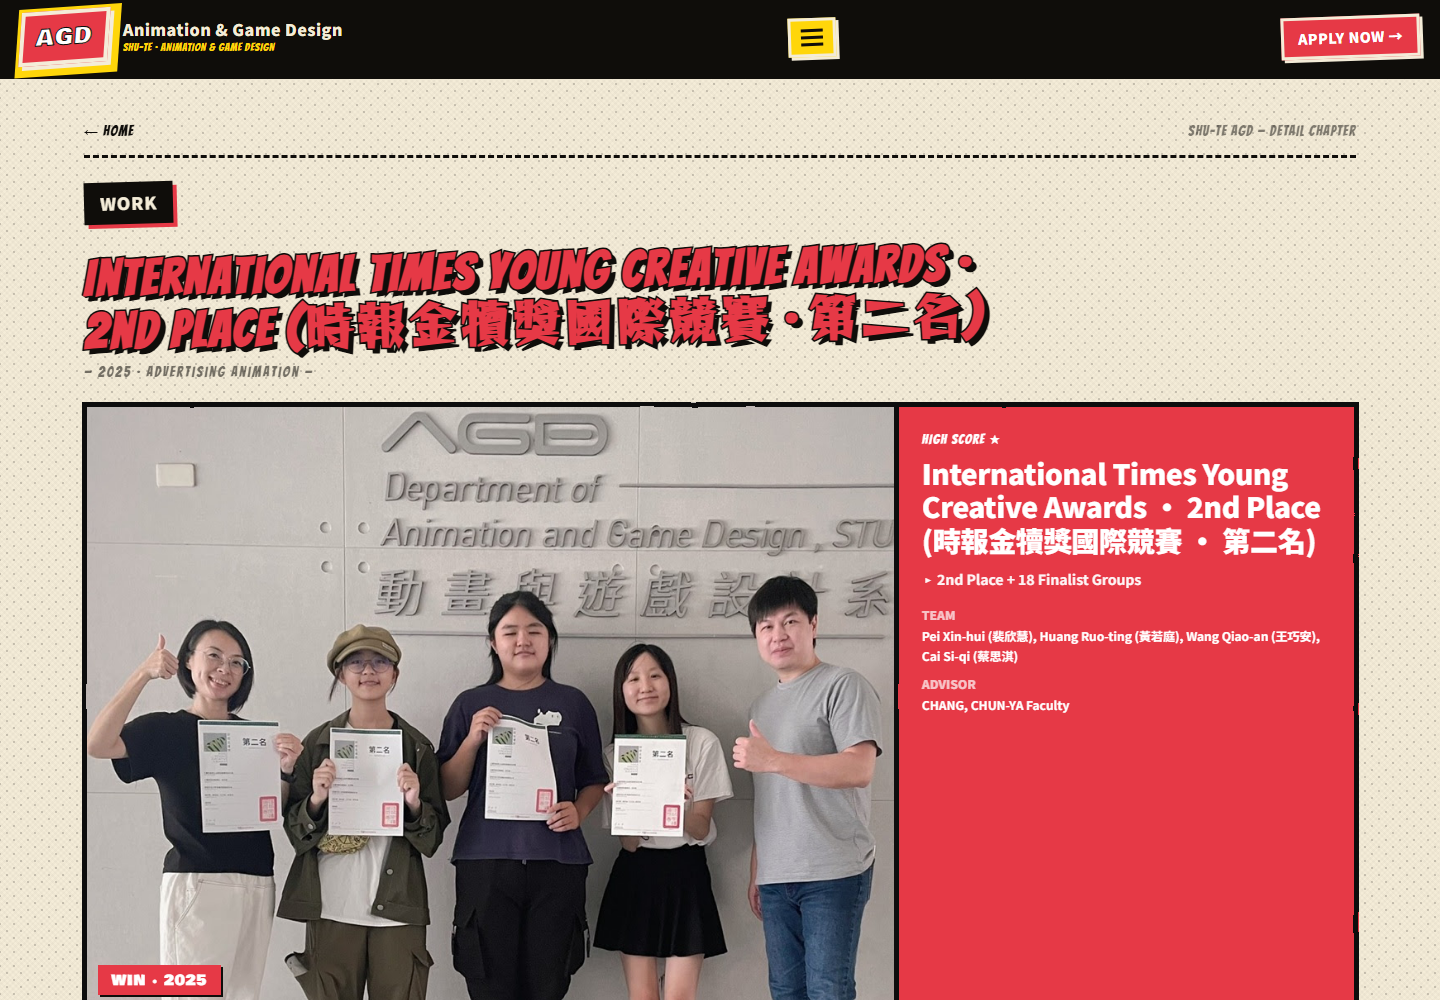 AGD
Animation & Game Design
SHU-TE · ANIMATION & GAME DESIGN
APPLY NOW →
← HOME
SHU-TE AGD — DETAIL CHAPTER
WORK
INTERNATIONAL TIMES YOUNG CREATIVE AWARDS ·
2ND PLACE (時報金犢獎國際競賽 · 第二名)
— 2025 · ADVERTISING ANIMATION —
AGD
Department of
Animation and Game Design , STU
動畫與遊戲設計系
第二名
第二名
第二名
第二名
WIN · 2025
HIGH SCORE ★
International Times Young
Creative Awards · 2nd Place
(時報金犢獎國際競賽 · 第二名)
▸ 2nd Place + 18 Finalist Groups
TEAM
Pei Xin-hui (裴欣慧), Huang Ruo-ting (黃若庭), Wang Qiao-an (王巧安),
Cai Si-qi (蔡思淇)
ADVISOR
CHANG, CHUN-YA Faculty